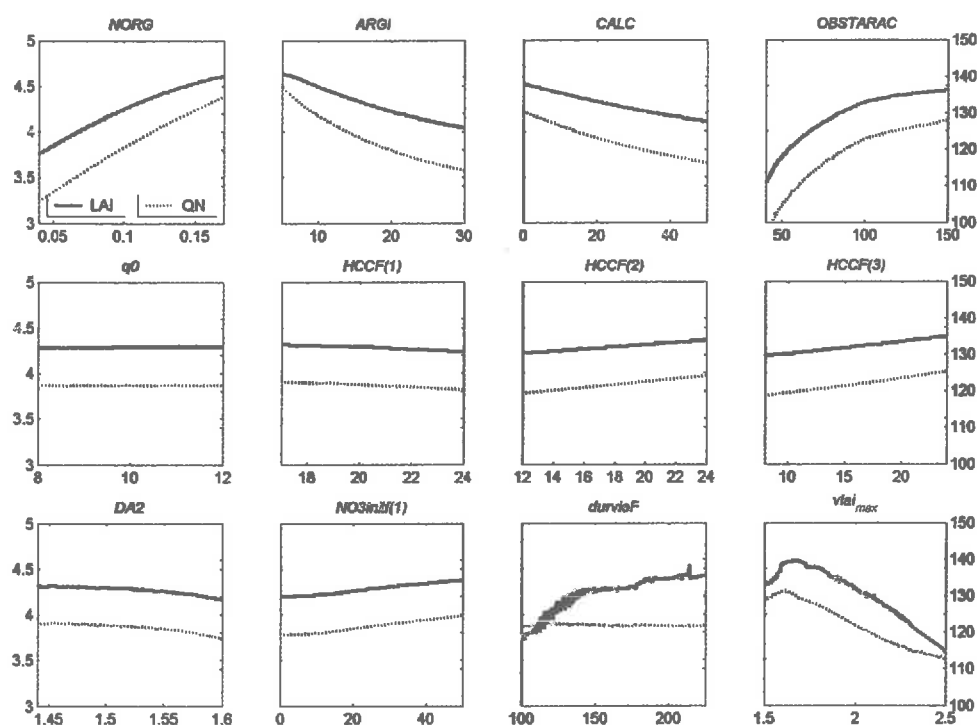 NORG ARGI CALC OBSTARAC
5 150
4.5 140
130
4 120
3.5 110
LAI QN
3 100
0.05 0.1 0.15 10 20 30 0 20 40 50 100 150
q0 HCCF(1) HCCF(2) HCCF(3)
5 150
4.5 140
130
4 120
3.5 110
3 100
8 10 12 18 20 22 24 12 14 16 18 20 22 24 10 15 20
DA2 NO3initf(1) durvieF vlai max
5 150
4.5 140
130
4 120
3.5 110
3 100
1.45 1.5 1.55 1.6 0 20 40 100 150 200 1.5 2 2.5